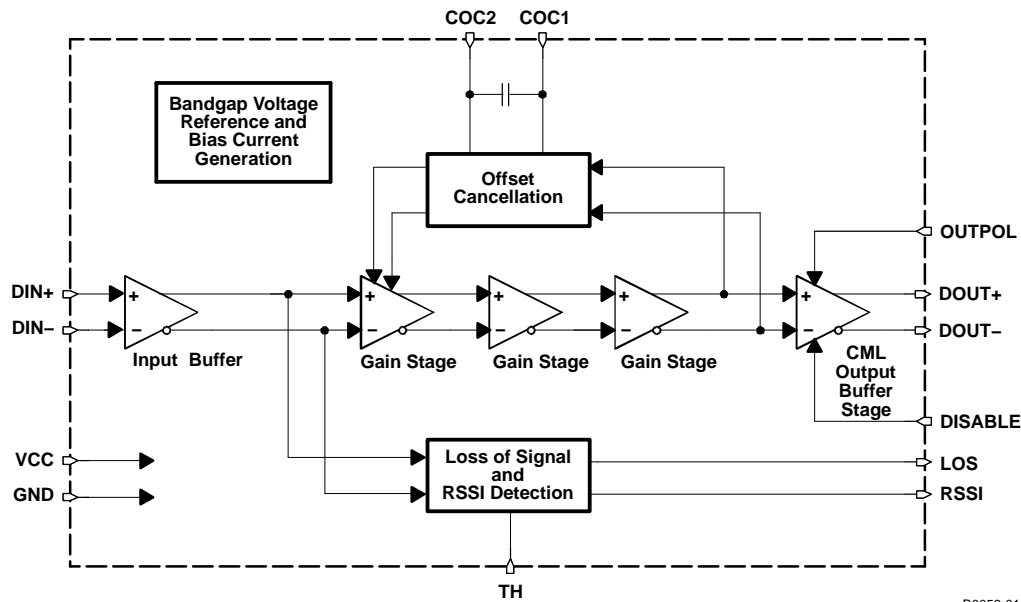 COC2 COC1
Bandgap Voltage
Reference and
Bias Current
Generation
Offset
Cancellation
OUTPOL
DIN+
+
+
+
+
+
DOUT+
DIN−
−
−
−
−
−
DOUT−
Input Buffer
Gain Stage
Gain Stage
Gain Stage
CML
Output
Buffer
Stage
DISABLE
VCC
Loss of Signal
and
RSSI Detection
LOS
GND
RSSI
TH